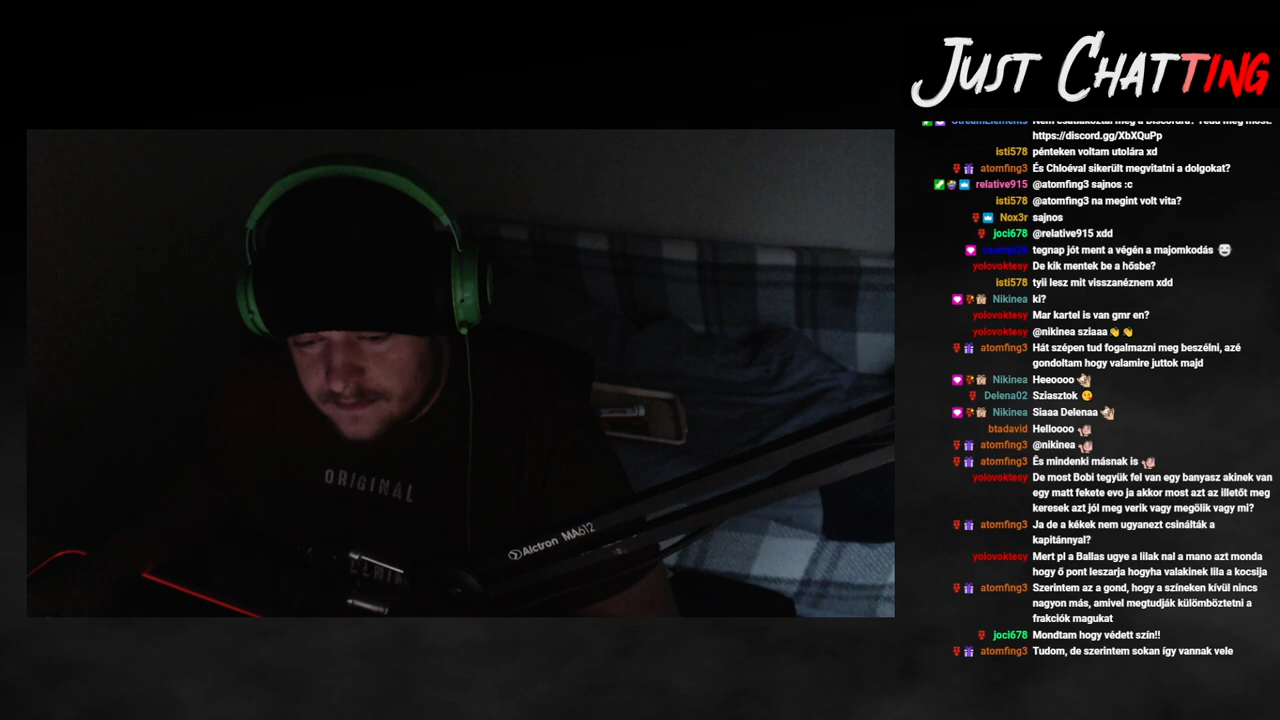 JUST CHATTING
StreamElements Nem csatlakoztál még a Discordra? Tedd meg most:
https://discord.gg/XbXQuPp
isti578 pénteken voltam utolára xd
atomfing3 És Chloéval sikerült megvitatni a dolgokat?
relative915 @atomfing3 sajnos :c
isti578 @atomfing3 na megint volt vita?
Nox3r sajnos
joci678 @relative915 xdd
tegnap jót ment a végén a majomkodás
yolovoktesy De kik mentek be a hősbe?
isti578 tyii lesz mit visszanéznem xdd
Nikinea ki?
yolovoktesy Mar kartel is van gmr en?
yolovoktesy @nikinea sziaaa
atomfing3 Hát szépen tud fogalmazni meg beszélni, azé
gondoltam hogy valamire juttok majd
Nikinea Heeoooo
Delena02 Sziasztok
Nikinea Siaaa Delenaa
btadavid Helloooo
atomfing3 @nikinea
atomfing3 És mindenki másnak is
yolovoktesy De most Bobi tegyük fel van egy banyasz akinek van
egy matt fekete evo ja akkor most azt az illetőt meg
keresek azt jól meg verik vagy megölik vagy mi?
atomfing3 Ja de a kékek nem ugyanezt csinálták a
kapitánnyal?
yolovoktesy Mert pl a Ballas ugye a lilak nal a mano azt monda
hogy ő pont leszarja hogyha valakinek lila a kocsija
atomfing3 Szerintem az a gond, hogy a színeken kívül nincs
nagyon más, amivel megtudják külömböztetni a
frakciók magukat
joci678 Mondtam hogy védett szín!!
atomfing3 Tudom, de szerintem sokan így vannak vele
ORIGINAL
Alctron MA612